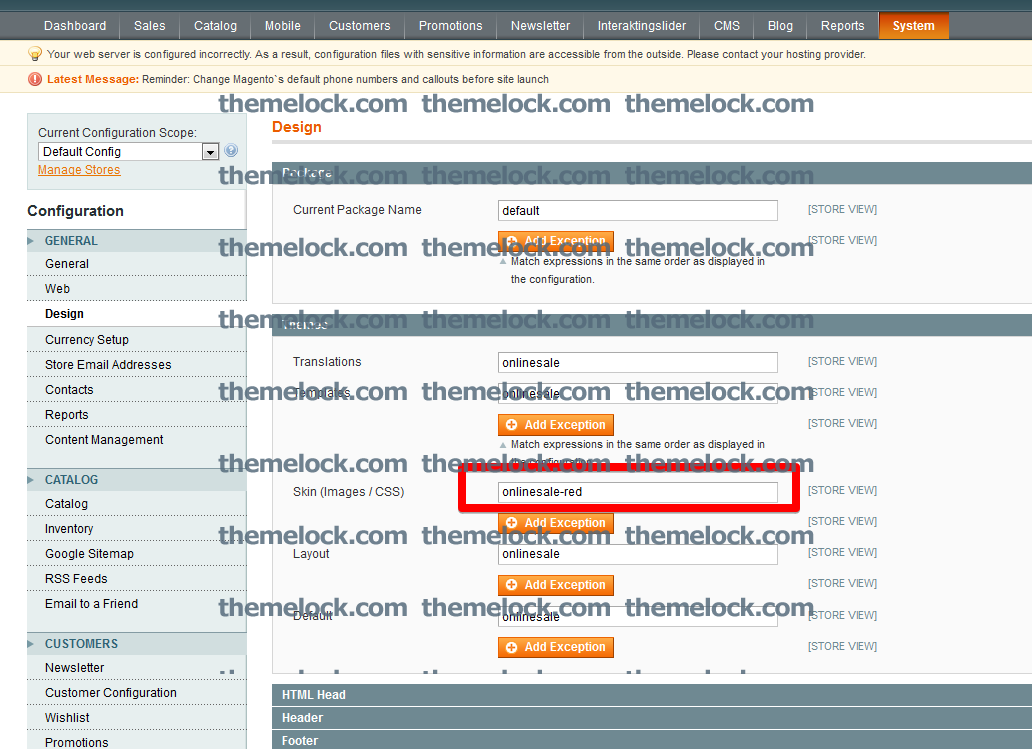 Dashboard Sales Catalog Mobile Customers Promotions Newsletter Interaktingslider CMS Blog Reports System
Your web server is configured incorrectly. As a result, configuration files with sensitive information are accessible from the outside. Please contact your hosting provider.
Latest Message: Reminder: Change Magento`s default phone numbers and callouts before site launch
themelock.com themelock.com themelock.com
Current Configuration Scope:
Default Config
Manage Stores
Configuration
GENERAL
General
Web
Design
Currency Setup
Store Email Addresses
Contacts
Reports
Content Management
CATALOG
Catalog
Inventory
Google Sitemap
RSS Feeds
Email to a Friend
CUSTOMERS
Newsletter
Customer Configuration
Wishlist
Promotions
Design
themelock.com themelock.com themelock.com
Package
Current Package Name default [STORE VIEW]
Add Exception [STORE VIEW]
themelock.com themelock.com themelock.com
Match expressions in the same order as displayed in
the configuration.
themelock.com themelock.com themelock.com
Themes
Translations onlinesale [STORE VIEW]
Templates onlinesale [STORE VIEW]
themelock.com themelock.com themelock.com
Add Exception [STORE VIEW]
Match expressions in the same order as displayed in
the configuration.
themelock.com themelock.com themelock.com
Skin (Images / CSS) onlinesale-red [STORE VIEW]
Add Exception [STORE VIEW]
themelock.com themelock.com themelock.com
Layout onlinesale [STORE VIEW]
Add Exception [STORE VIEW]
themelock.com themelock.com themelock.com
Default onlinesale [STORE VIEW]
Add Exception [STORE VIEW]
HTML Head
Header
Footer